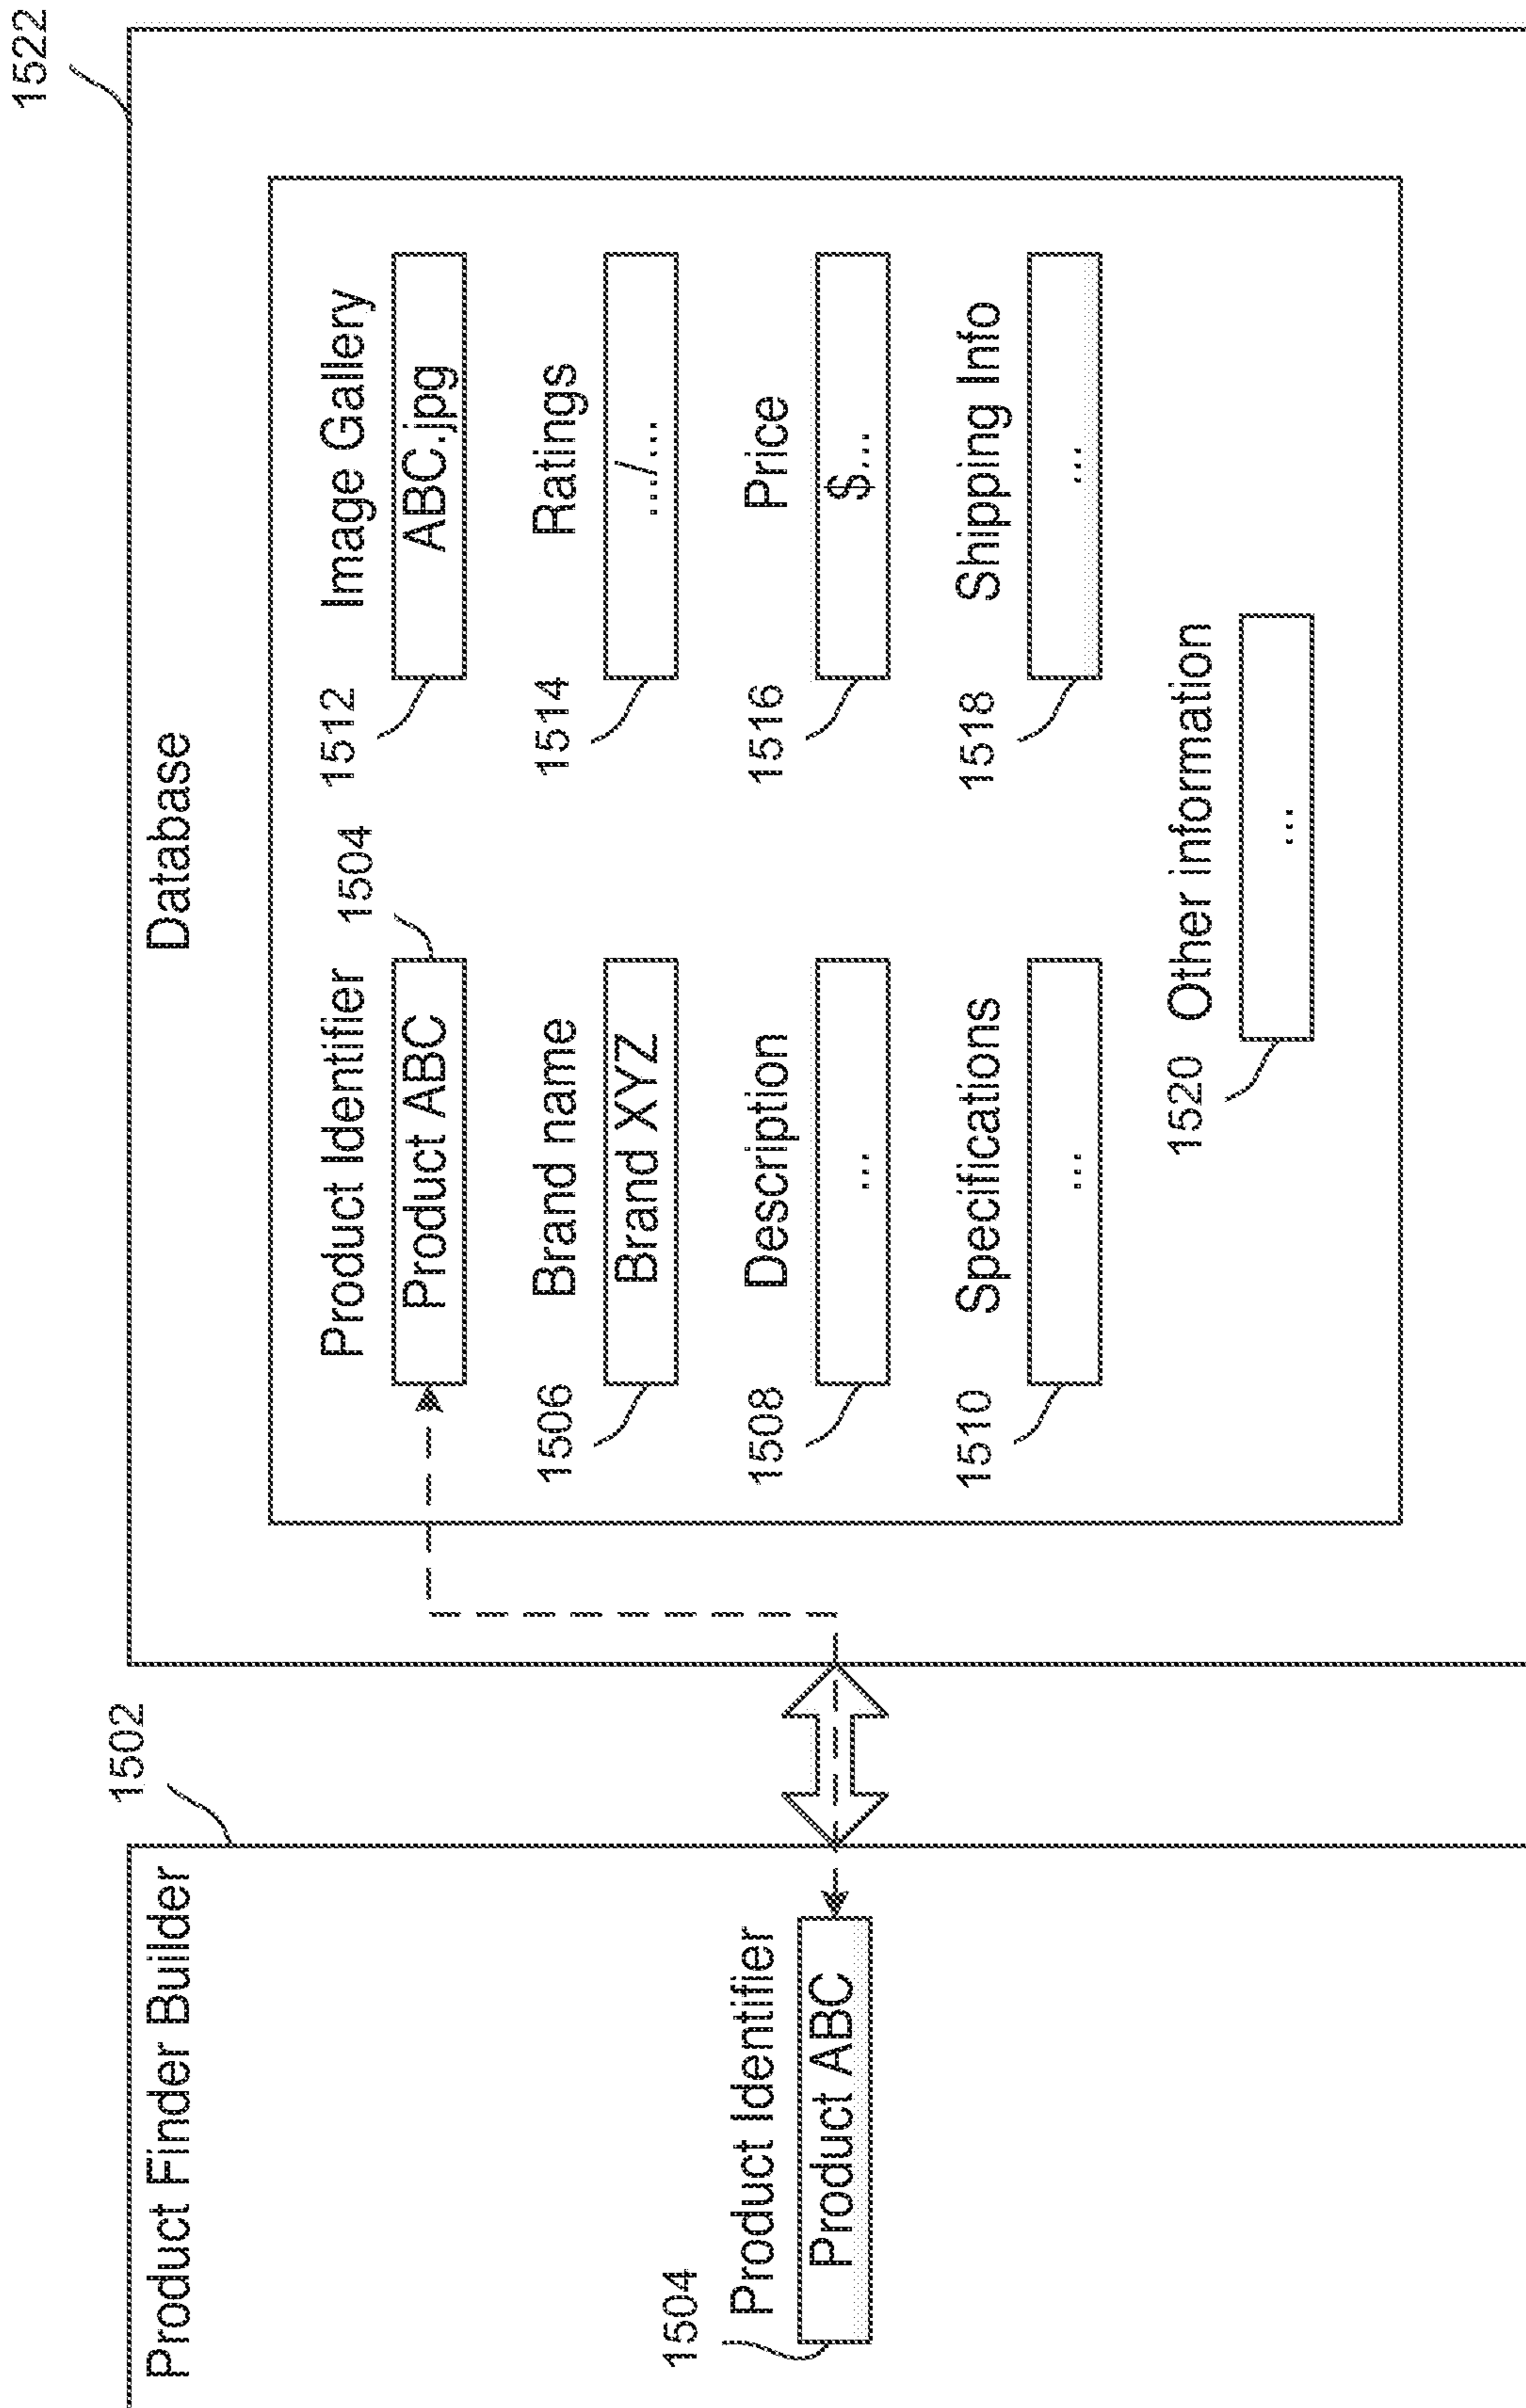 1502
Product Finder Builder
1504
Product Identifier
Product ABC
1522
Database
Product Identifier
1504
Product ABC
1506
Brand name
Brand XYZ
1508
Description
...
1510
Specifications
...
1512
Image Gallery
ABC.jpg
1514
Ratings
.../...
1516
Price
$...
1518
Shipping Info
...
1520
Other information
...